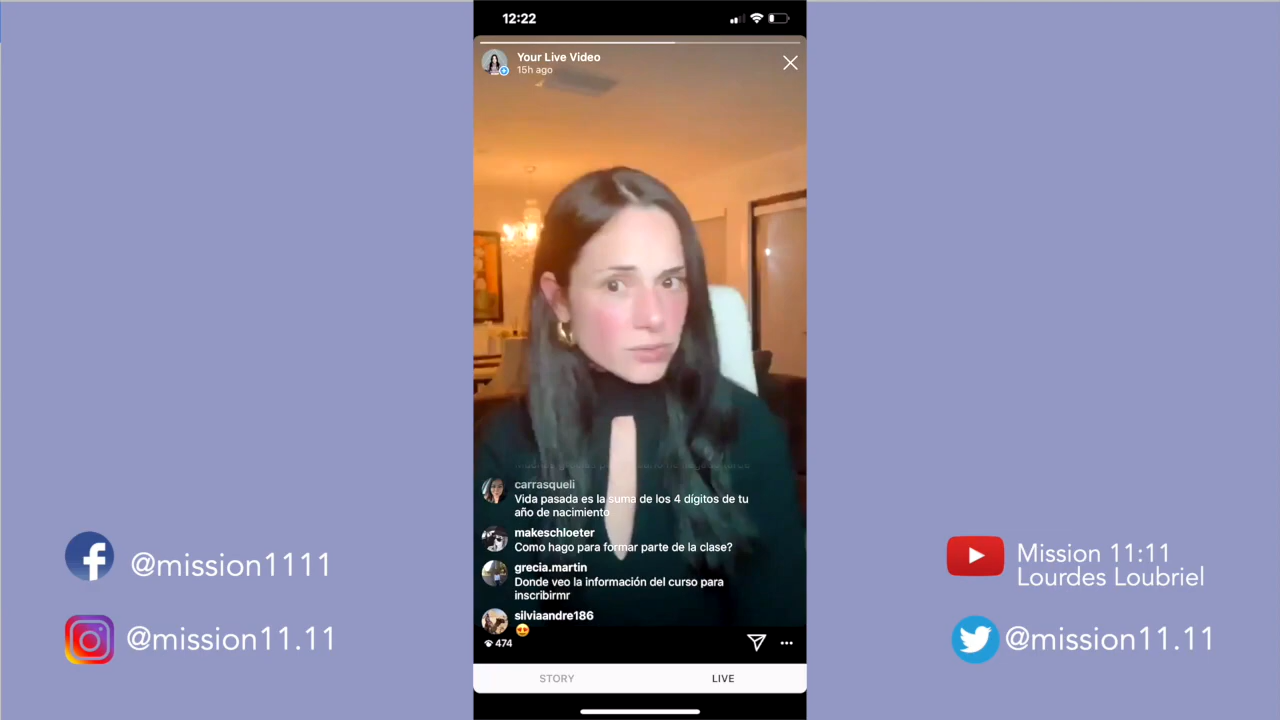 12:22
Your Live Video
15h ago
carrasqueli
Vida pasada es la suma de los 4 dígitos de tu
año de nacimiento
makeschloeter
Como hago para formar parte de la clase?
grecia.martin
Donde veo la información del curso para
inscribirmr
silviaandre186
😍
474
STORY LIVE
@mission1111
@mission11.11
Mission 11:11
Lourdes Loubriel
@mission11.11